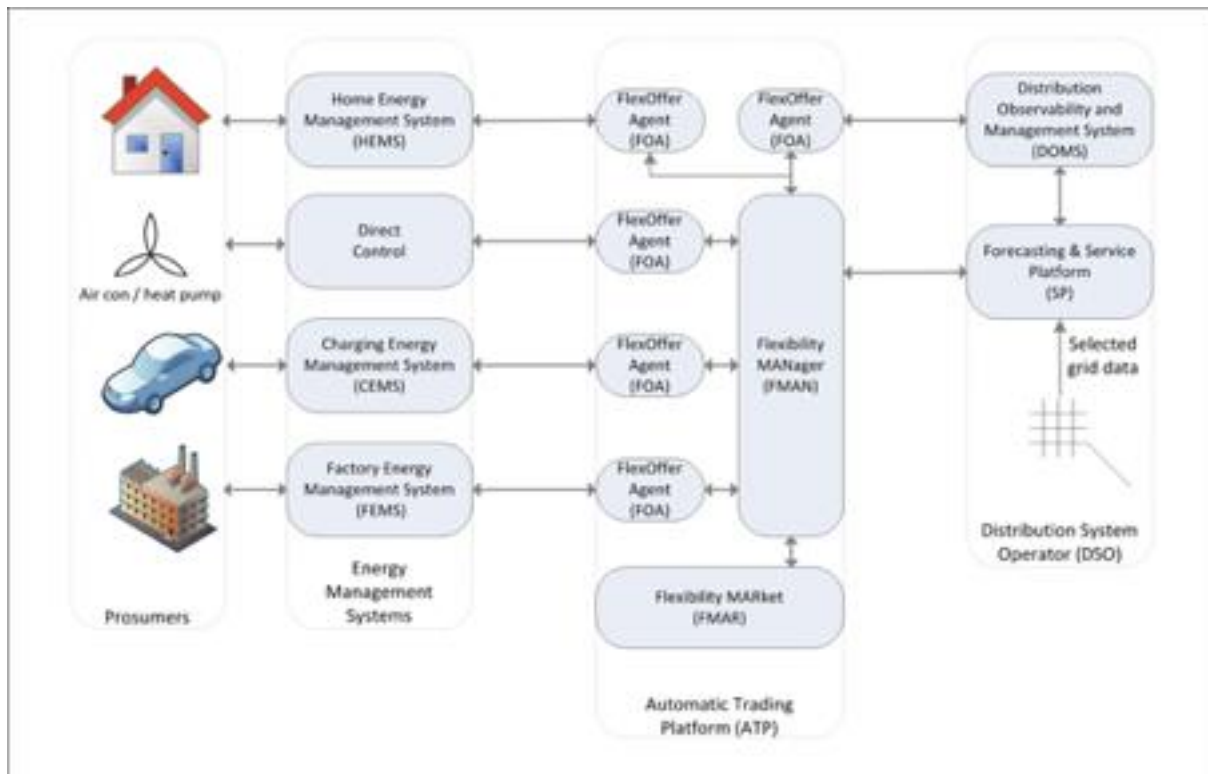 Home Energy
Management System
(HEMS)
FlexOffer
Agent
(FOA)
FlexOffer
Agent
(FOA)
Distribution
Observability and
Management System
(DOMS)
Direct
Control
FlexOffer
Agent
(FOA)
Forecasting & Service
Platform
(SP)
Air con / heat pump
Charging Energy
Management System
(CEMS)
FlexOffer
Agent
(FOA)
Flexibility
MANager
(FMAN)
Selected
grid data
Factory Energy
Management System
(FEMS)
FlexOffer
Agent
(FOA)
Distribution System
Operator (DSO)
Prosumers
Energy
Management
Systems
Flexibility MARket
(FMAR)
Automatic Trading
Platform (ATP)